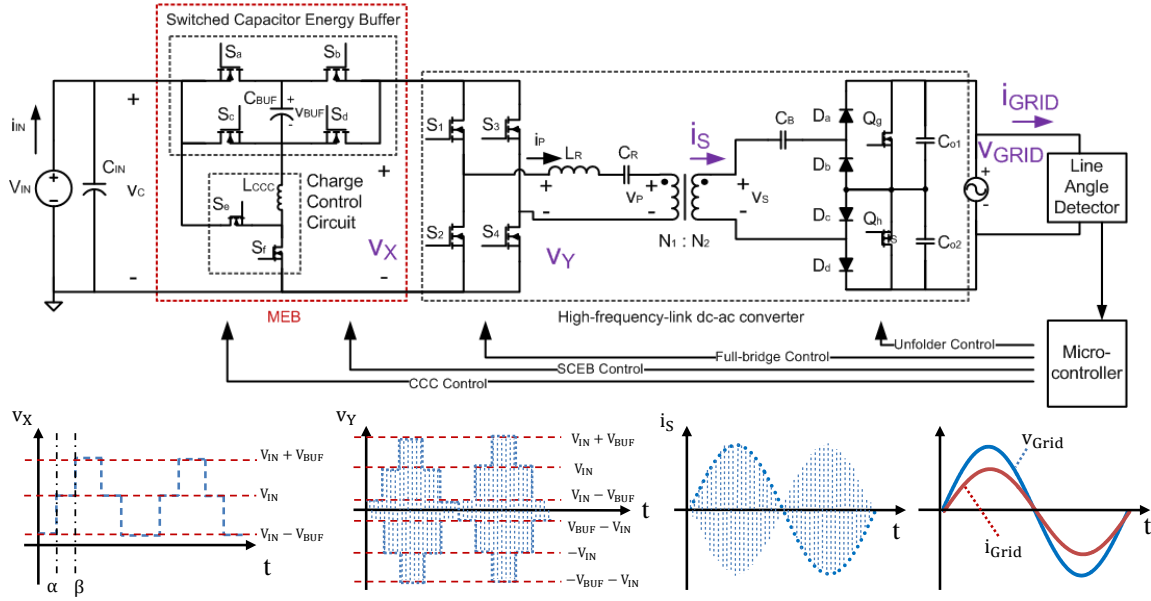 Switched Capacitor Energy Buffer
Sa
Sb
CBUF
+
vBUF
-
Sc
Sd
iIN
+
VIN
+
-
CIN
vC
-
LCCC
Charge
Control
Circuit
Se
Sf
+
vX
-
MEB
S1
S3
S2
S4
vY
iP
LR
CR
+
vP
-
N1 : N2
iS
+
vS
-
CB
Da
Db
Dc
Dd
Qg
Qh
S
Co1
Co2
iGRID
vGRID
+
-
Line
Angle
Detector
High-frequency-link dc-ac converter
Micro-
controller
Unfolder Control
Full-bridge Control
SCEB Control
CCC Control
vX
VIN + VBUF
VIN
VIN − VBUF
t
α
β
vY
VIN + VBUF
VIN
VIN − VBUF
t
VBUF − VIN
−VIN
−VBUF − VIN
iS
t
vGrid
t
iGrid